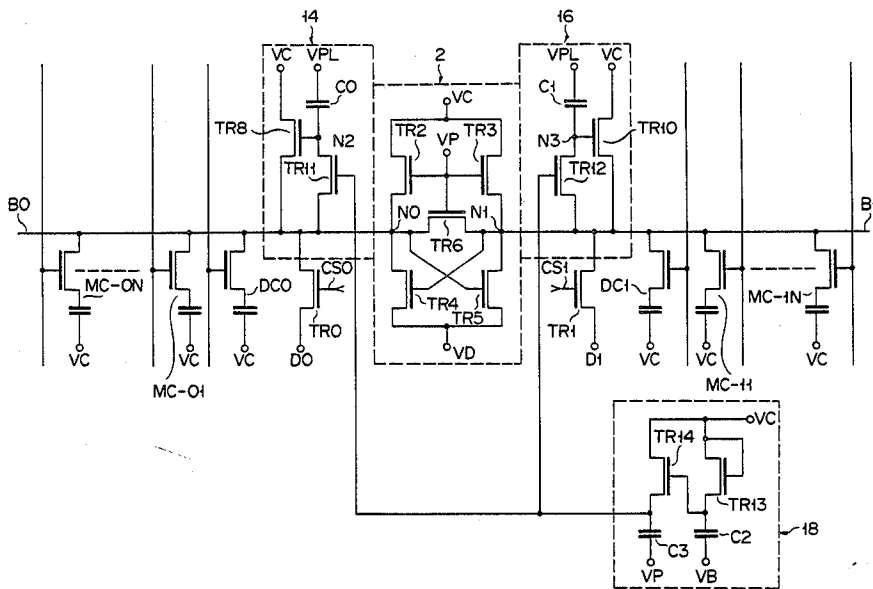 14
2
16
VC
VPL
VC
VPL
VC
C0
C1
VP
TR8
N2
TR2
TR3
N3
TR10
TR11
TR12
B0
N0
N1
B
TR6
MC-0N
DC0
CS0
TR4
TR5
CS1
DC1
MC-1N
TR0
TR1
VC
VC
VC
D0
VD
D1
VC
VC
VC
MC-01
MC-11
VC
TR14
TR13
C3
C2
18
VP
VB